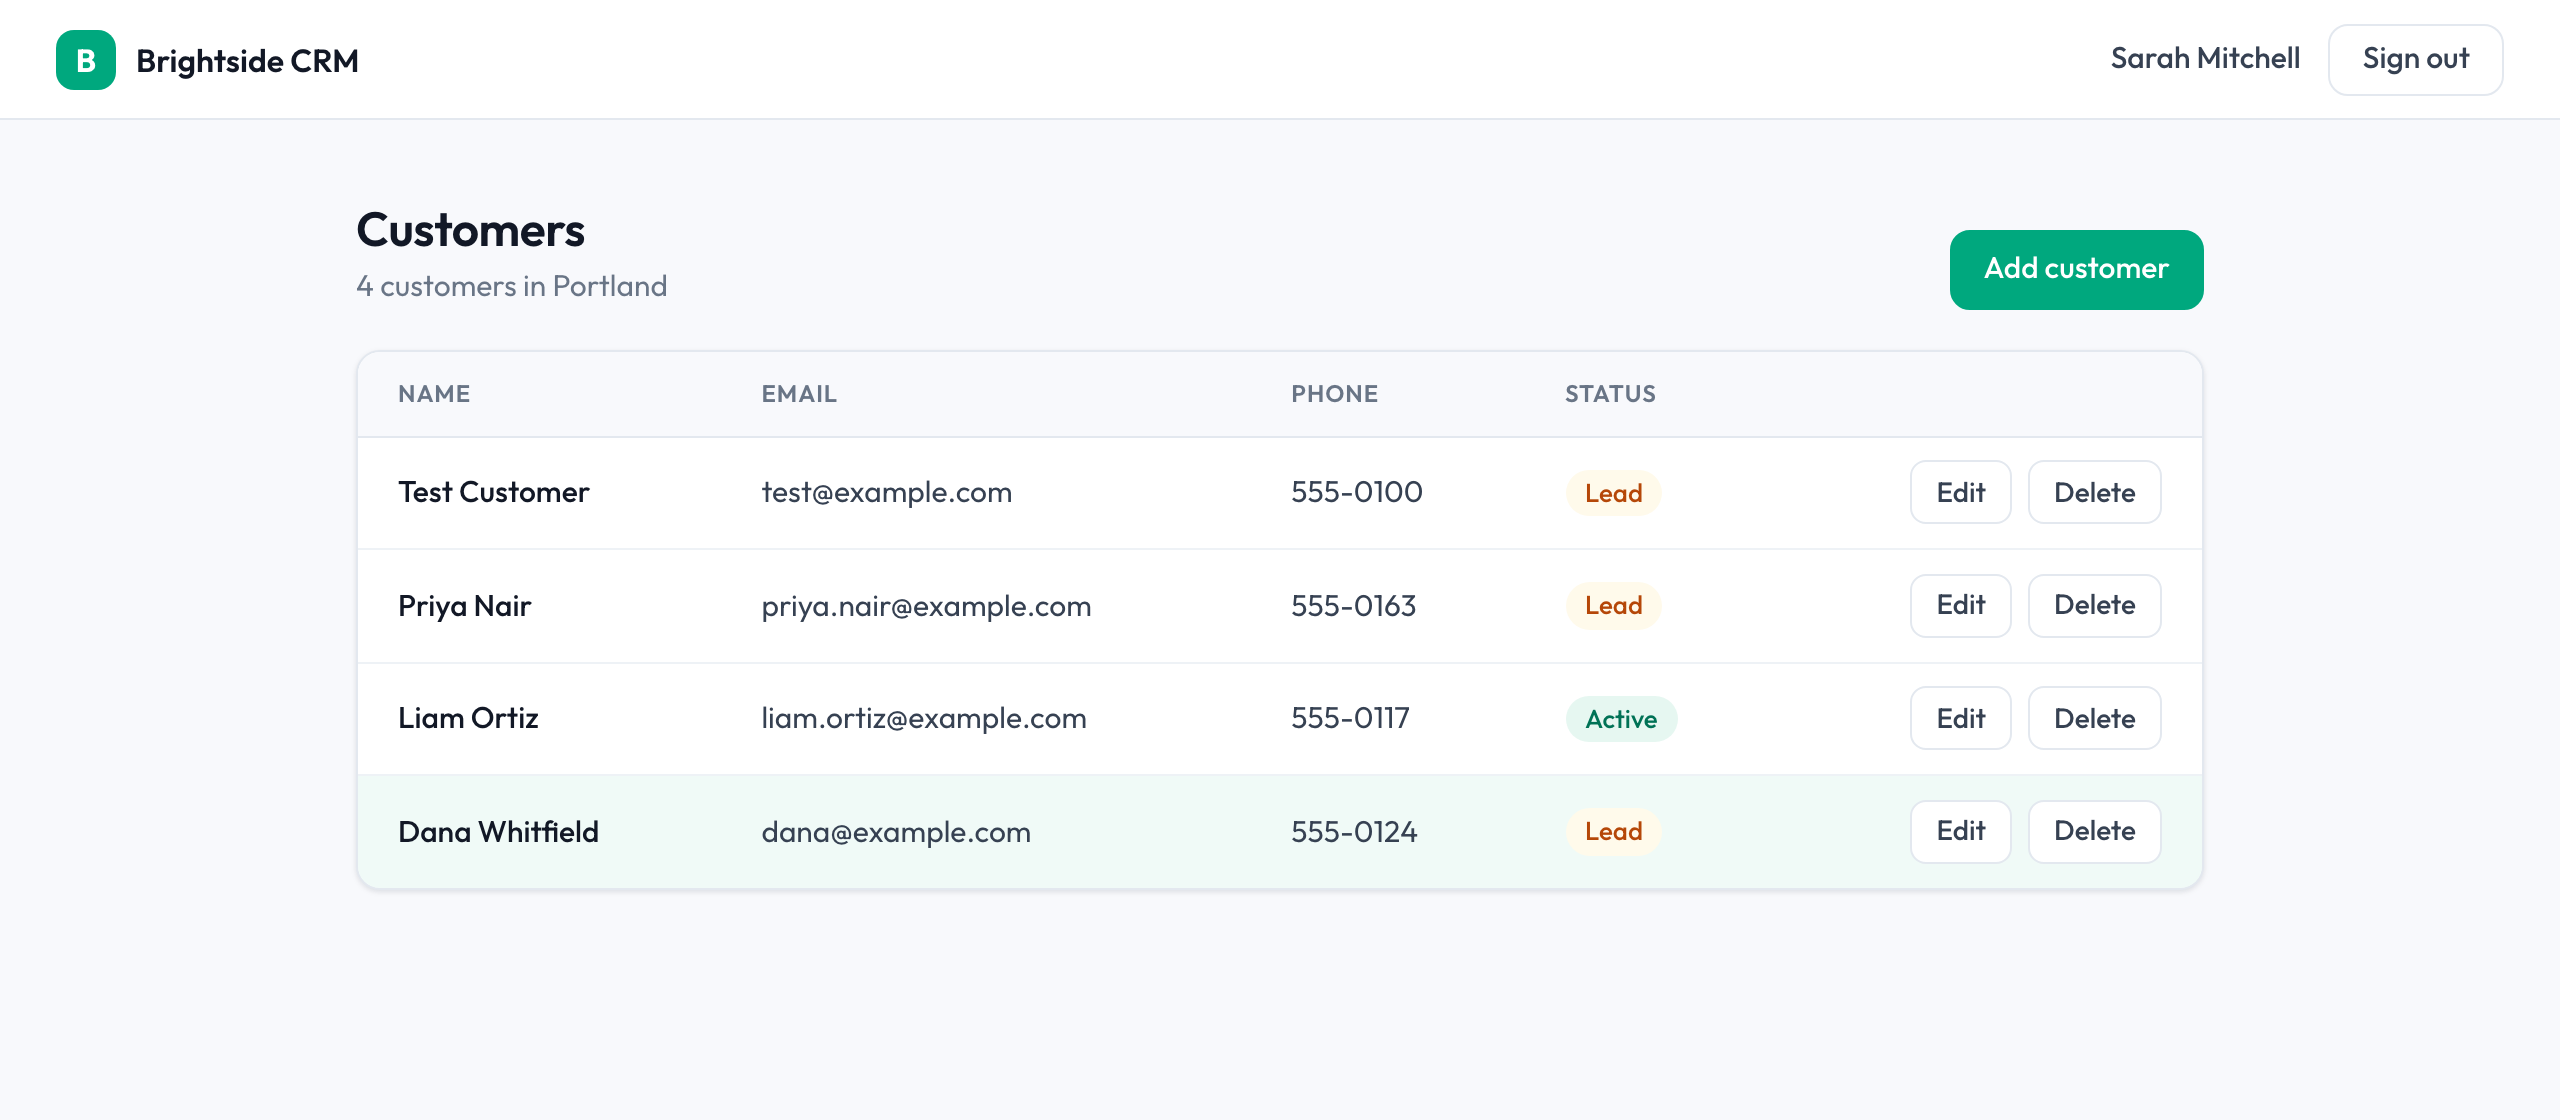 B Brightside CRM Sarah Mitchell Sign out
Customers
4 customers in Portland
Add customer
NAME EMAIL PHONE STATUS
Test Customer test@example.com 555-0100 Lead Edit Delete
Priya Nair priya.nair@example.com 555-0163 Lead Edit Delete
Liam Ortiz liam.ortiz@example.com 555-0117 Active Edit Delete
Dana Whitfield dana@example.com 555-0124 Lead Edit Delete